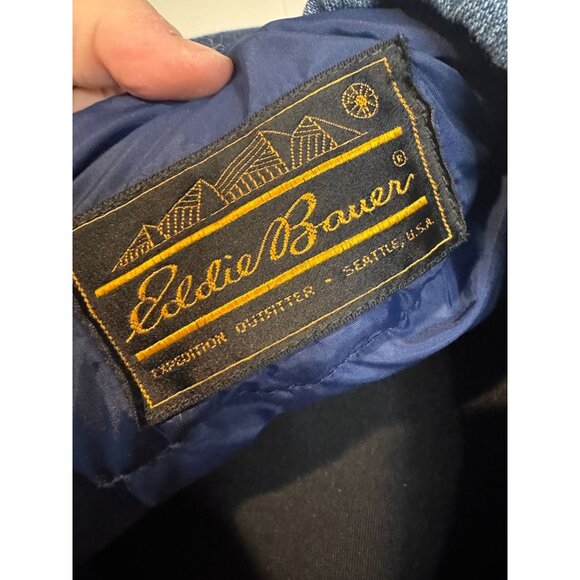 Eddie Bauer ®
EXPEDITION OUTFITTER - SEATTLE, U.S.A.